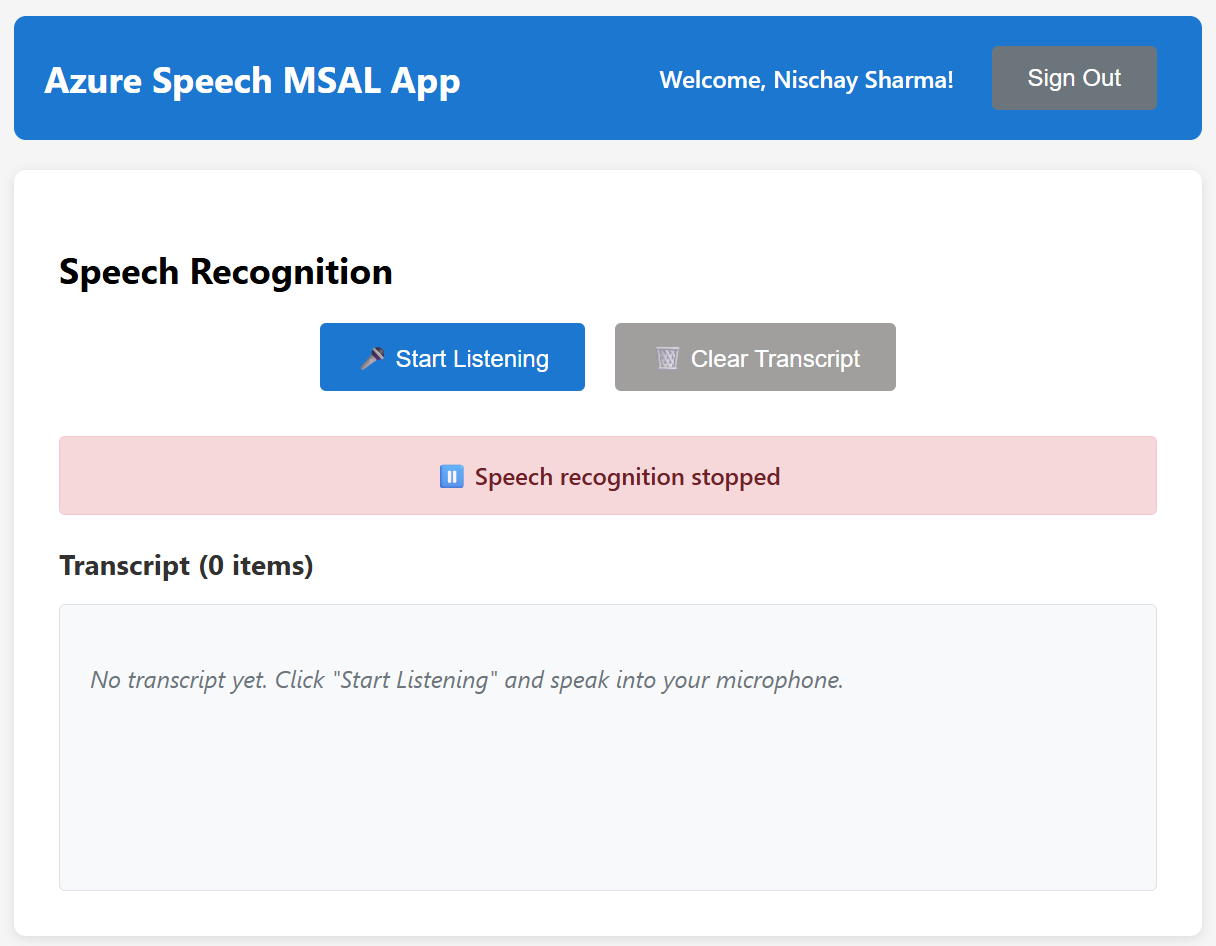 Azure Speech MSAL App
Welcome, Nischay Sharma!
Sign Out
Speech Recognition
🎤 Start Listening
🗑️ Clear Transcript
⏸️ Speech recognition stopped
Transcript (0 items)
No transcript yet. Click "Start Listening" and speak into your microphone.